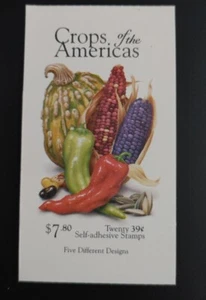 Crops of the
Americas
$7.80
Twenty 39¢
Self-adhesive Stamps
Five Different Designs